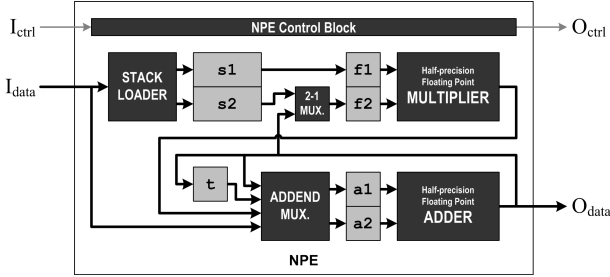 I_ctrl
NPE Control Block
O_ctrl
I_data
STACK
LOADER
s1
s2
2-1
MUX.
f1
f2
Half-precision
Floating Point
MULTIPLIER
t
ADDEND
MUX.
a1
a2
Half-precision
Floating Point
ADDER
O_data
NPE